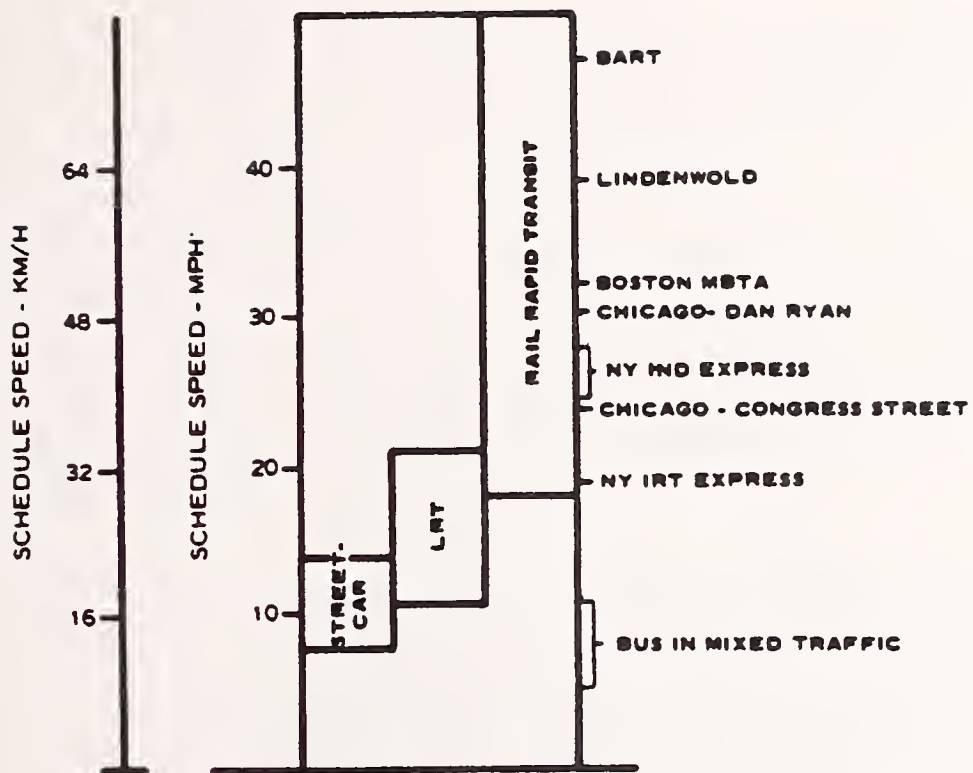 SCHEDULE SPEED - KM/H
64
48
32
16
SCHEDULE SPEED - MPH
40
30
20
10
STREET-
CAR
LRT
RAIL RAPID TRANSIT
BART
LINDENWOLD
BOSTON MBTA
CHICAGO- DAN RYAN
NY IND EXPRESS
CHICAGO - CONGRESS STREET
NY IRT EXPRESS
BUS IN MIXED TRAFFIC